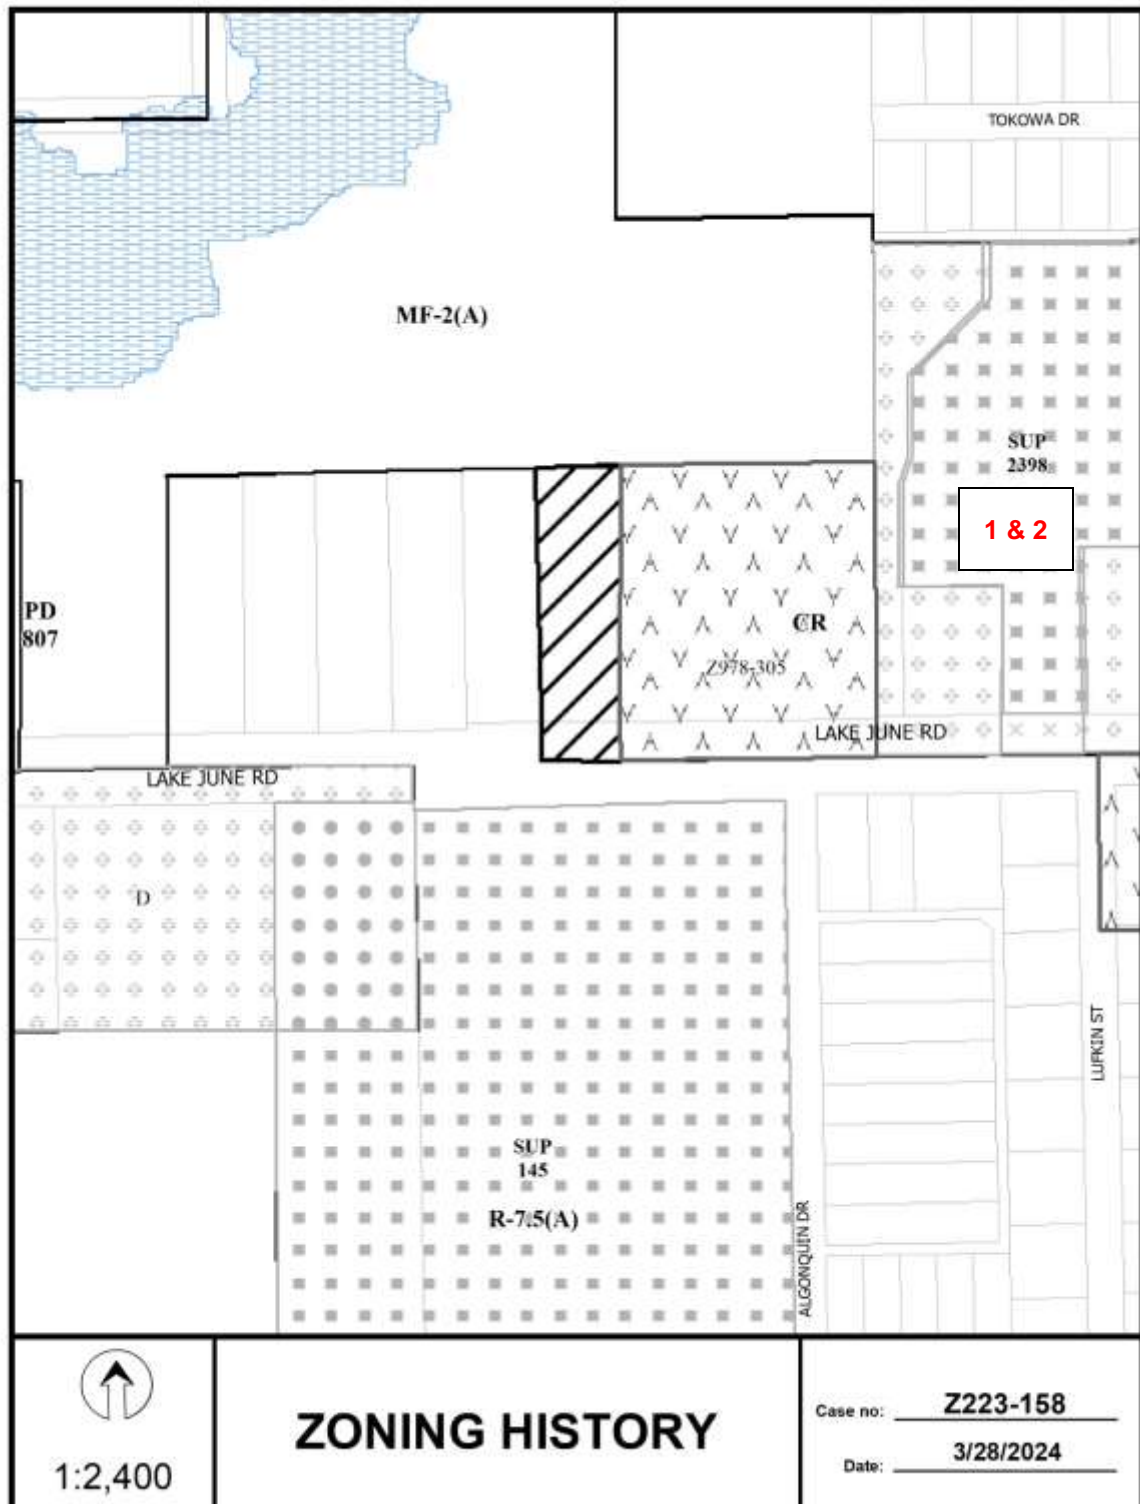 TOKOWA DR
MF-2(A)
SUP
2398
1 & 2
PD
807
CR
Z978-305
LAKE JUNE RD
LAKE JUNE RD
D
LUFKIN ST
SUP
145
R-7.5(A)
ALGONQUIN DR
1:2,400
ZONING HISTORY
Case no: Z223-158
Date: 3/28/2024